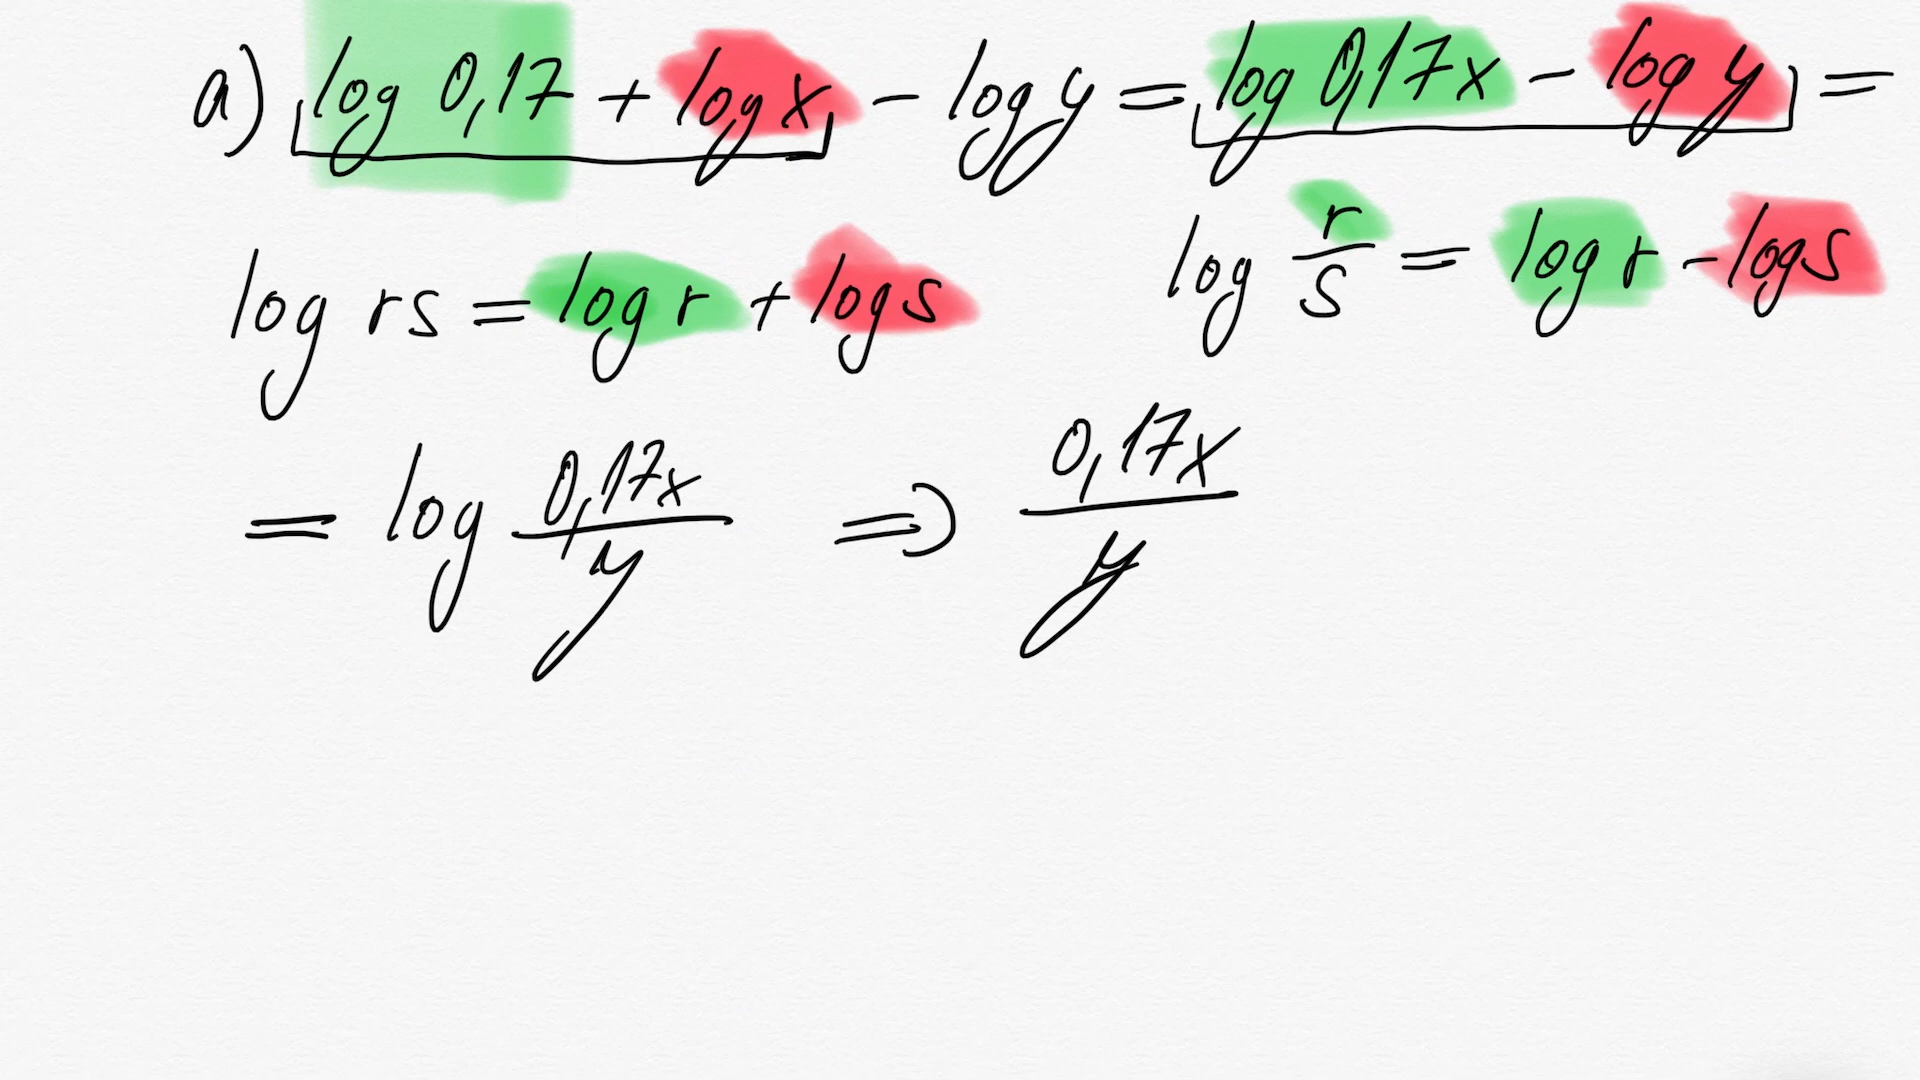 a) log 0,17 + log x - log y = log 0,17x - log y =
log rs = log r + log s
log r/s = log r - log s
= log 0,17x/y => 0,17x/y